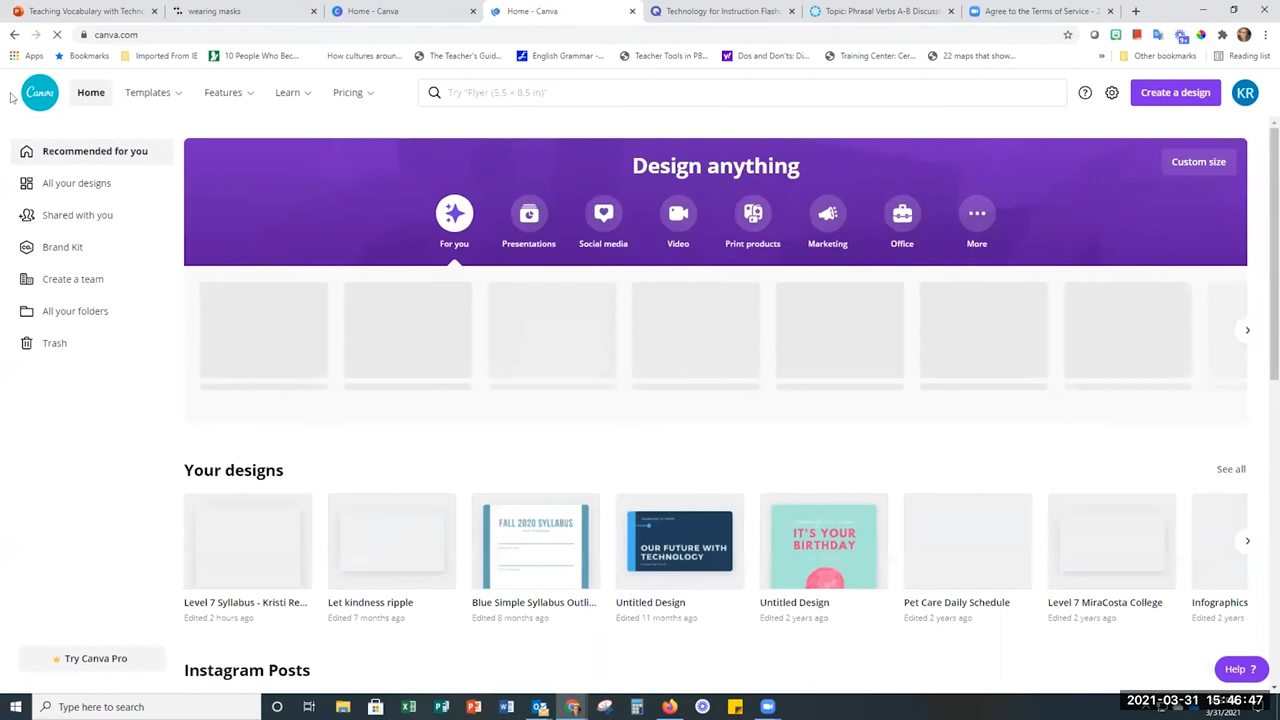 Teaching Vocabulary with Techn
wearing masks
Home - Canva
Home - Canva
Technology for Instruction Flash
Topic: Phrasal Verbs A-B Discussi
Agree to the Terms of Service - Z
canva.com
Apps
Bookmarks
Imported From IE
10 People Who Bec...
How cultures aroun...
The Teacher's Guid...
English Grammar -...
Teacher Tools in PB...
Dos and Don'ts: Di...
Training Center: Cer...
22 maps that show...
Other bookmarks
Reading list
Canva
Home
Templates
Features
Learn
Pricing
Try "Flyer (5.5 × 8.5 in)"
Create a design
KR
Recommended for you
All your designs
Shared with you
Brand Kit
Create a team
All your folders
Trash
Design anything
Custom size
For you
Presentations
Social media
Video
Print products
Marketing
Office
More
Your designs
See all
FALL 2020 SYLLABUS
OUR FUTURE WITH
TECHNOLOGY
IT'S YOUR
BIRTHDAY
Level 7 Syllabus - Kristi Re...
Let kindness ripple
Blue Simple Syllabus Outli...
Untitled Design
Untitled Design
Pet Care Daily Schedule
Level 7 MiraCosta College
Infographics
Edited 2 hours ago
Edited 7 months ago
Edited 8 months ago
Edited 11 months ago
Edited 2 years ago
Edited 2 years ago
Edited 2 years ago
Edited 2 years
Try Canva Pro
Instagram Posts
Help ?
Type here to search
2021-03-31 15:46:47
3/31/2021